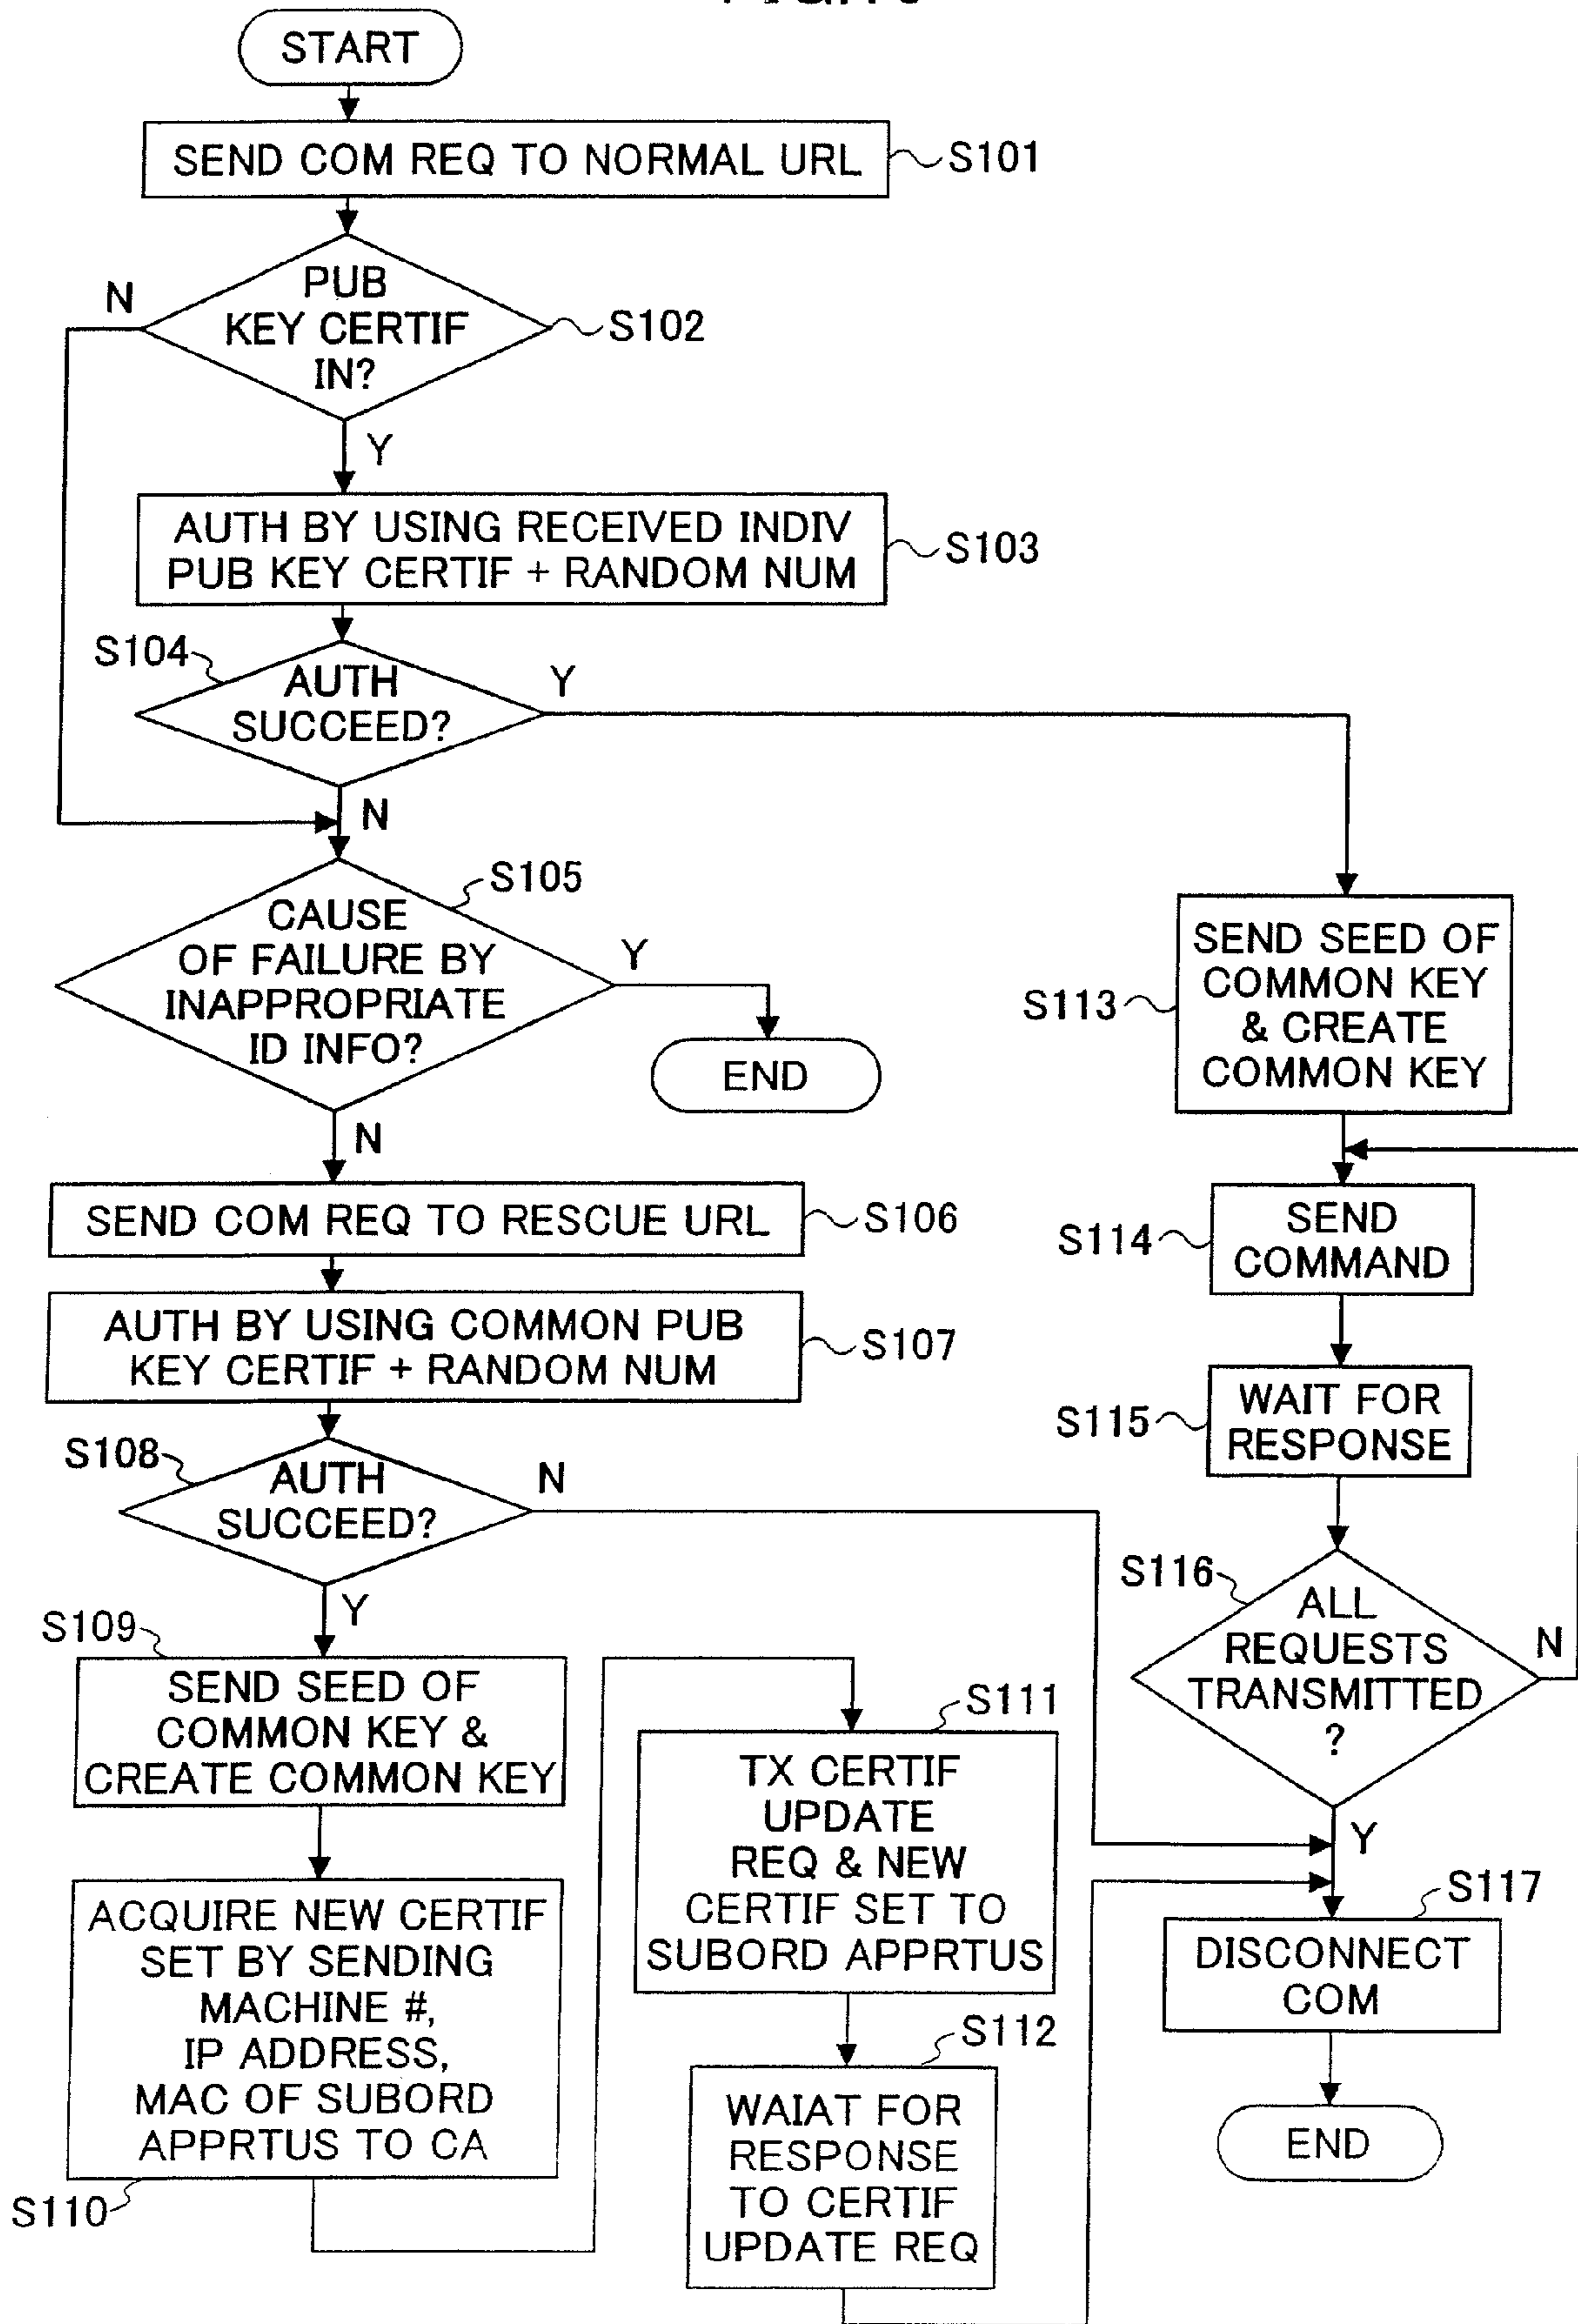 START
SEND COM REQ TO NORMAL URL
S101
PUB
KEY CERTIF
IN?
S102
N
Y
AUTH BY USING RECEIVED INDIV
PUB KEY CERTIF + RANDOM NUM
S103
S104
AUTH
SUCCEED?
Y
N
S105
CAUSE
OF FAILURE BY
INAPPROPRIATE
ID INFO?
Y
END
N
SEND COM REQ TO RESCUE URL
S106
AUTH BY USING COMMON PUB
KEY CERTIF + RANDOM NUM
S107
S108
AUTH
SUCCEED?
N
Y
S109
SEND SEED OF
COMMON KEY &
CREATE COMMON KEY
ACQUIRE NEW CERTIF
SET BY SENDING
MACHINE #,
IP ADDRESS,
MAC OF SUBORD
APPRTUS TO CA
S110
S111
TX CERTIF
UPDATE
REQ & NEW
CERTIF SET TO
SUBORD APPRTUS
S112
WAIAT FOR
RESPONSE
TO CERTIF
UPDATE REQ
S113
SEND SEED OF
COMMON KEY
& CREATE
COMMON KEY
S114
SEND
COMMAND
S115
WAIT FOR
RESPONSE
S116
ALL
REQUESTS
TRANSMITTED
?
N
Y
S117
DISCONNECT
COM
END